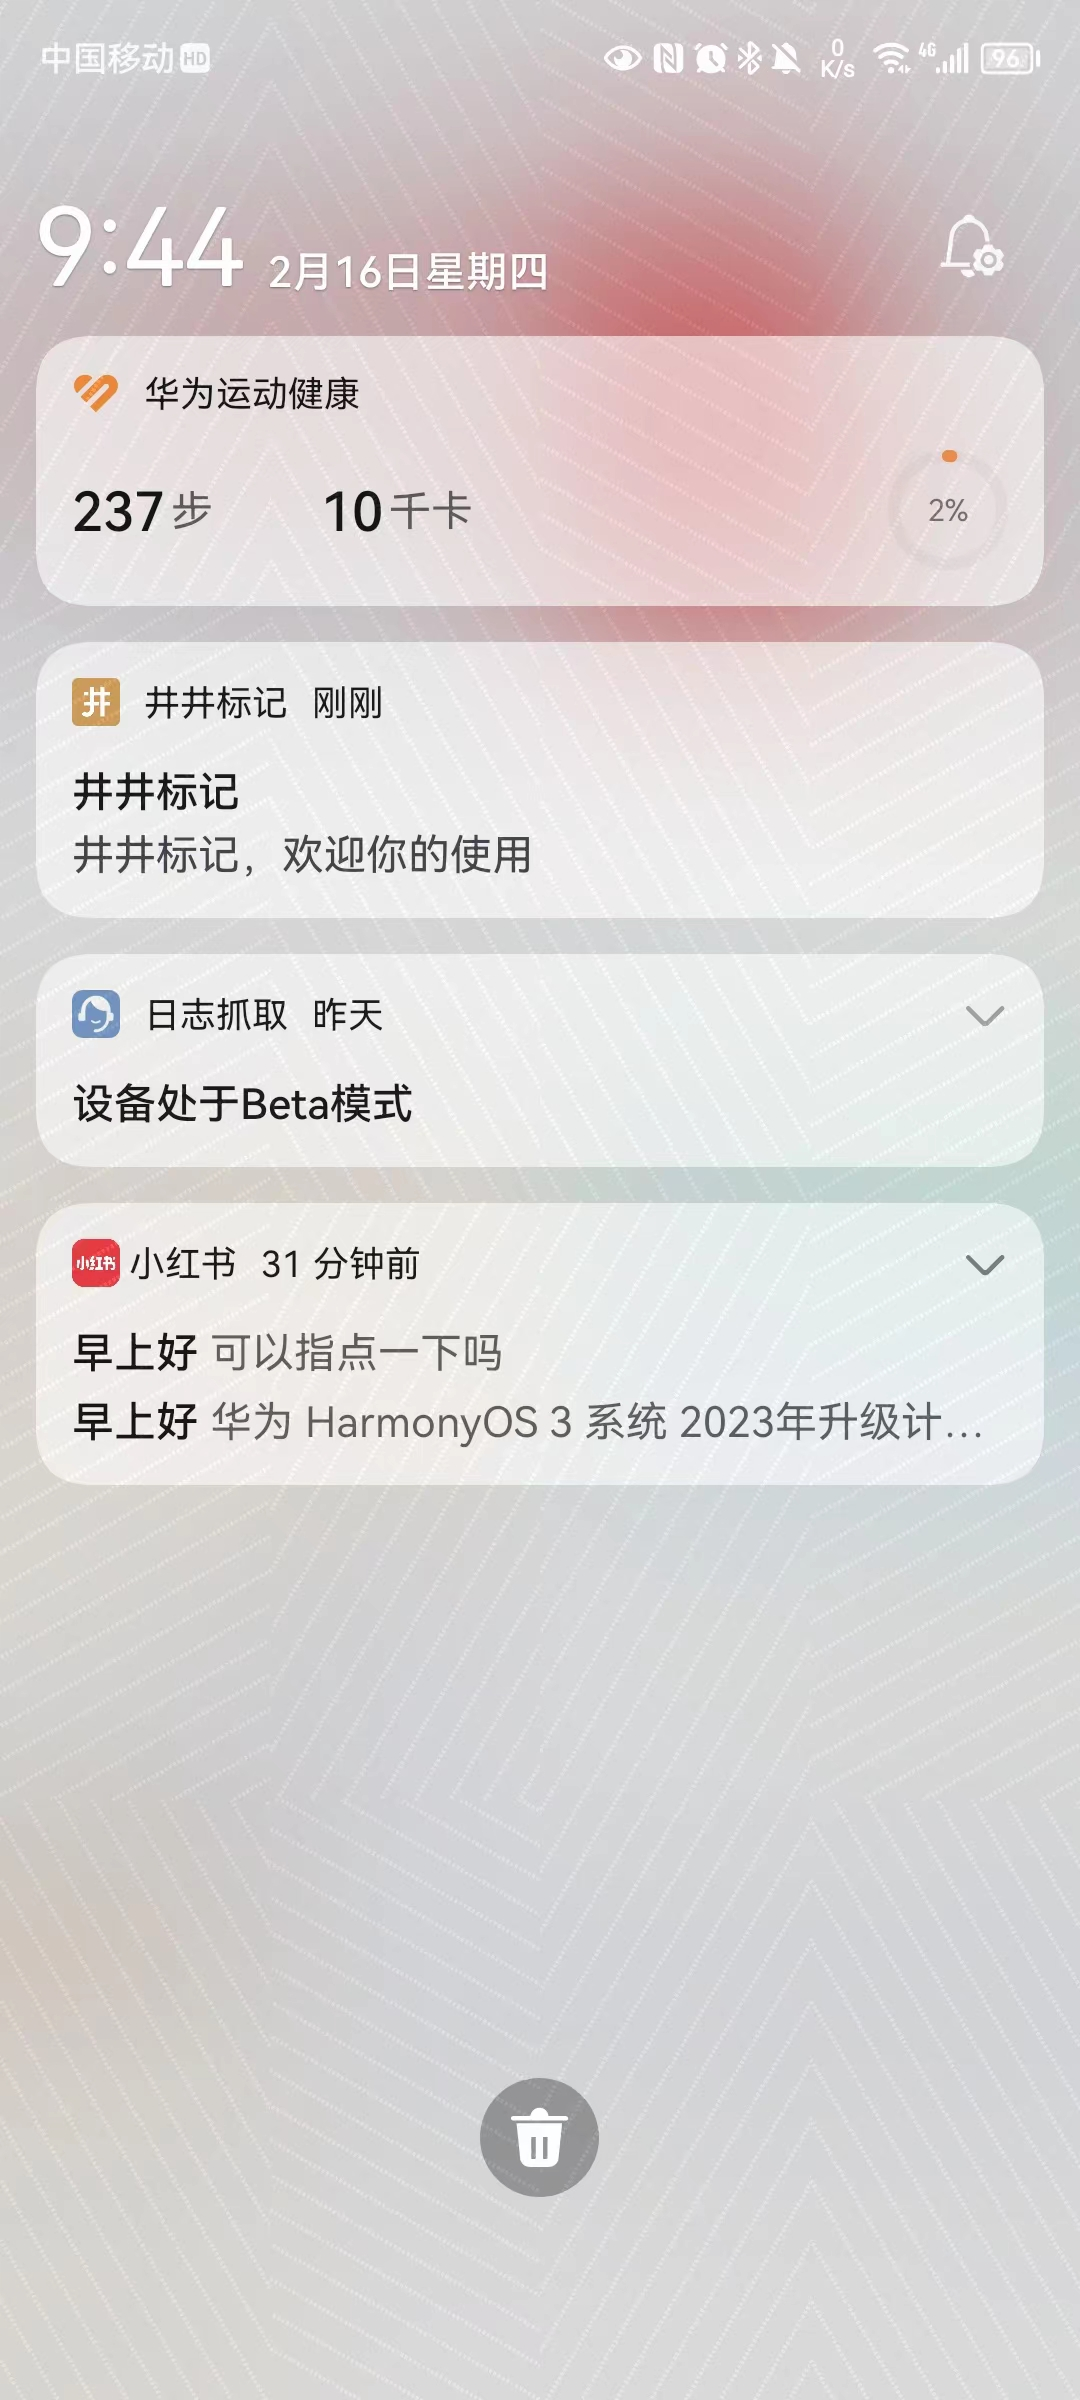 中国移动 HD
0 K/s 4G 96
9:44 2月16日星期四
华为运动健康
237步 10千卡 2%
井 井井标记 刚刚
井井标记
井井标记，欢迎你的使用
日志抓取 昨天
设备处于Beta模式
小红书 小红书 31 分钟前
早上好 可以指点一下吗
早上好 华为 HarmonyOS 3 系统 2023年升级计...